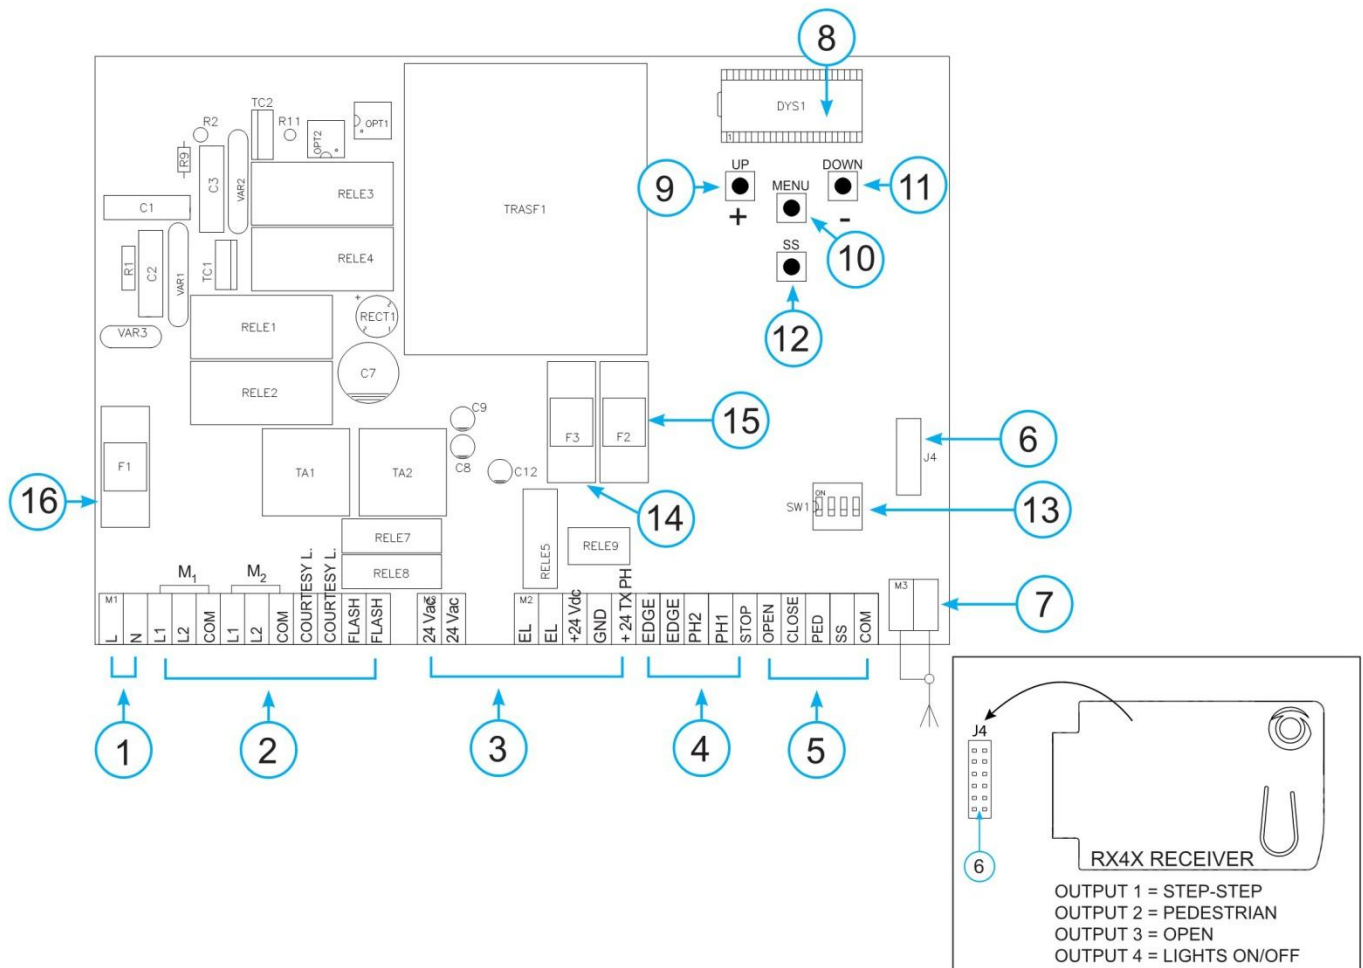 8
TC2
R2
R11
OPT1
OPT2
DYS1
1
R9
C3
VAR2
RELE3
TRASF1
9
UP
+
MENU
DOWN
-
11
C1
10
SS
R1
C2
VAR1
TC1
RELE4
12
VAR3
RELE1
+
RECT1
RELE2
C7
C9
C8
C12
F3
F2
15
6
J4
F1
TA1
TA2
16
14
ON
SW1
13
RELE7
RELE8
RELE5
RELE9
M1
M2
M1
L
N
L1
L2
COM
L1
L2
COM
COURTESY L.
COURTESY L.
FLASH
FLASH
24 Vac
24 Vac
M2
EL
EL
+24 Vdc
GND
+ 24 TX PH
EDGE
EDGE
PH2
PH1
STOP
OPEN
CLOSE
PED
SS
COM
M3
7
1
2
3
4
5
J4
6
RX4X RECEIVER
OUTPUT 1 = STEP-STEP
OUTPUT 2 = PEDESTRIAN
OUTPUT 3 = OPEN
OUTPUT 4 = LIGHTS ON/OFF